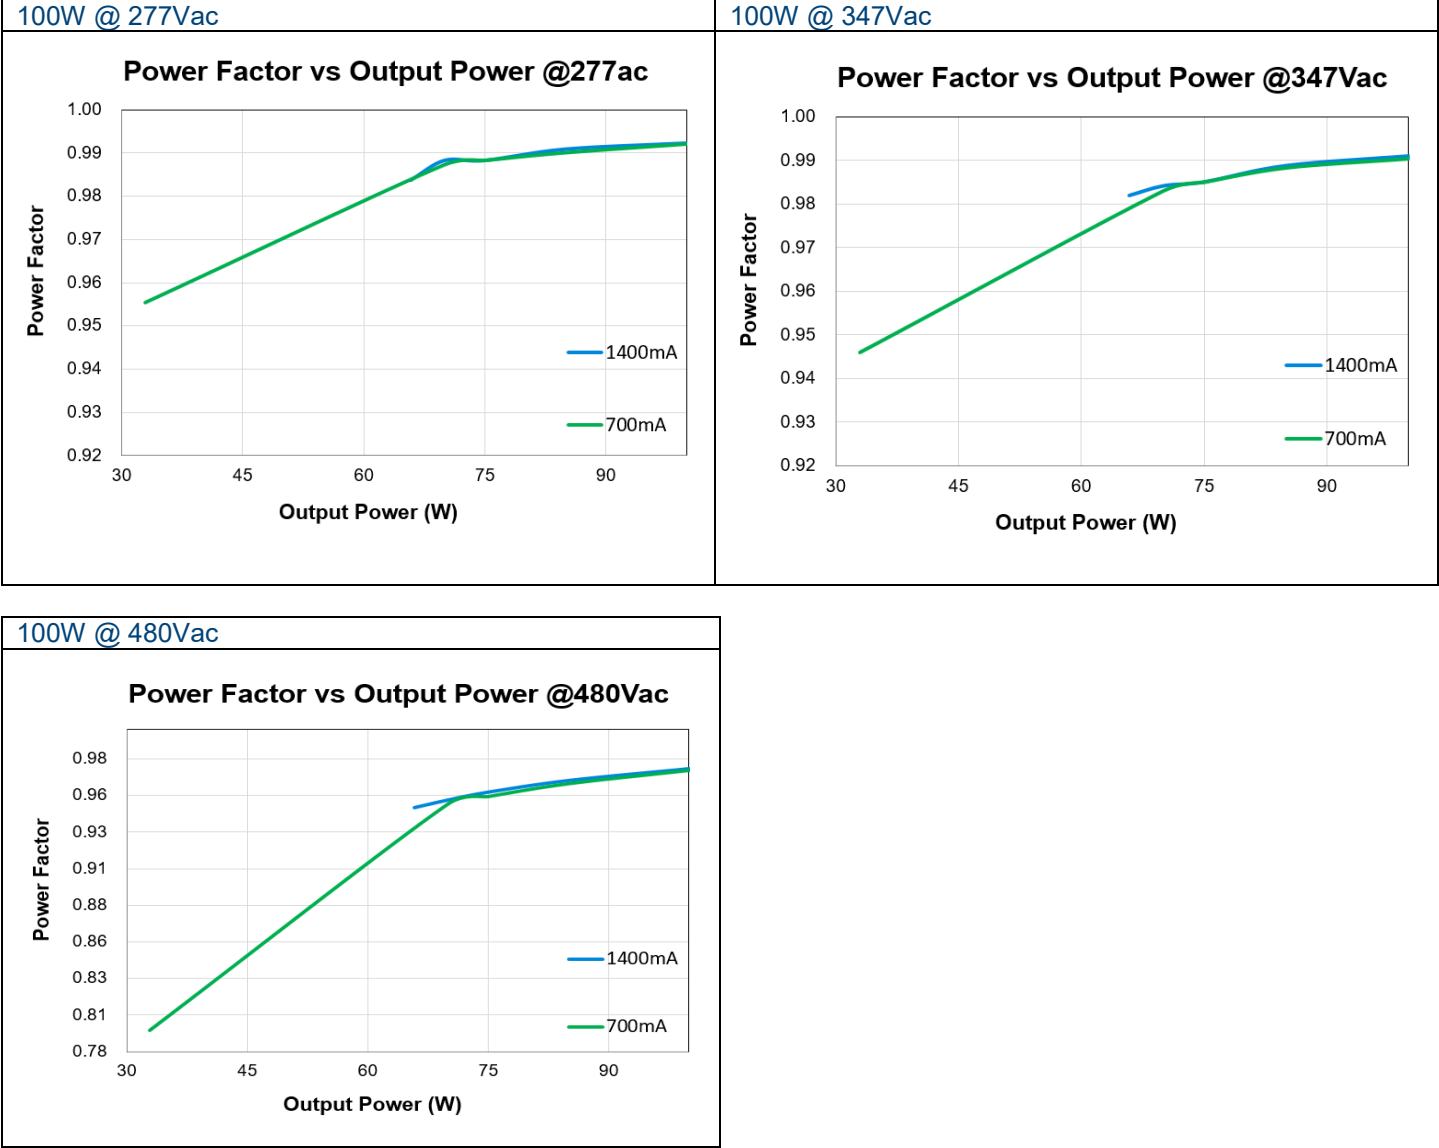 100W @ 277Vac
100W @ 347Vac
Power Factor vs Output Power @277ac
1.00
0.99
0.98
0.97
0.96
0.95
0.94
0.93
0.92
Power Factor
1400mA
700mA
30 45 60 75 90
Output Power (W)
Power Factor vs Output Power @347Vac
1.00
0.99
0.98
0.97
0.96
0.95
0.94
0.93
0.92
Power Factor
1400mA
700mA
30 45 60 75 90
Output Power (W)
100W @ 480Vac
Power Factor vs Output Power @480Vac
0.98
0.96
0.93
0.91
0.88
0.86
0.83
0.81
0.78
Power Factor
1400mA
700mA
30 45 60 75 90
Output Power (W)